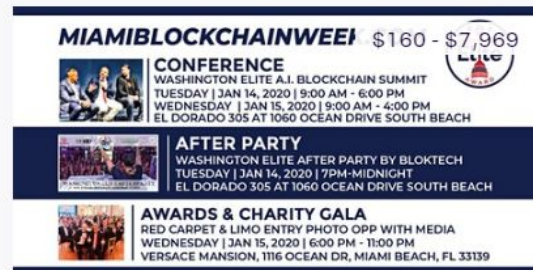 MIAMIBLOCKCHAINWEEK
$160 - $7,969
Elite
AWARD
CONFERENCE
WASHINGTON ELITE A.I. BLOCKCHAIN SUMMIT
TUESDAY | JAN 14, 2020 | 9:00 AM - 6:00 PM
WEDNESDAY | JAN 15, 2020 | 9:00 AM - 4:00 PM
EL DORADO 305 AT 1060 OCEAN DRIVE SOUTH BEACH
AFTER PARTY
WASHINGTON ELITE AFTER PARTY BY BLOKTECH
TUESDAY | JAN 14, 2020 | 7PM-MIDNIGHT
EL DORADO 305 AT 1060 OCEAN DRIVE SOUTH BEACH
AWARDS & CHARITY GALA
RED CARPET & LIMO ENTRY PHOTO OPP WITH MEDIA
WEDNESDAY | JAN 15, 2020 | 6:00 PM - 11:00 PM
VERSACE MANSION, 1116 OCEAN DR, MIAMI BEACH, FL 33139